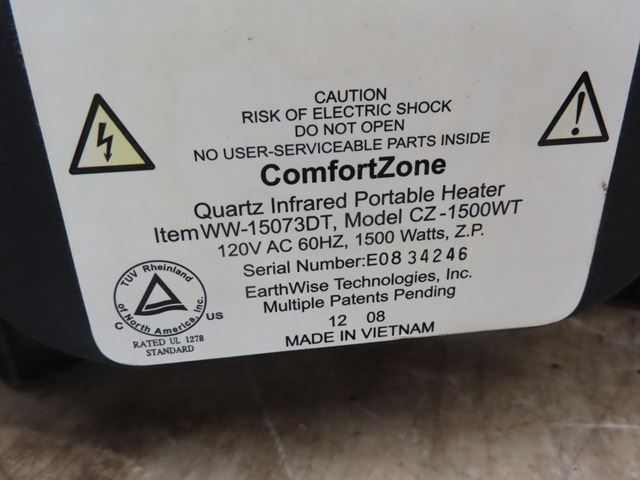 CAUTION
RISK OF ELECTRIC SHOCK
DO NOT OPEN
NO USER-SERVICEABLE PARTS INSIDE
ComfortZone
Quartz Infrared Portable Heater
Item WW-15073DT, Model CZ-1500WT
120V AC 60HZ, 1500 Watts, Z.P.
Serial Number:E0834246
EarthWise Technologies, Inc.
Multiple Patents Pending
12 08
MADE IN VIETNAM
TUV Rheinland
of North America, Inc.
C US
RATED UL 1278
STANDARD